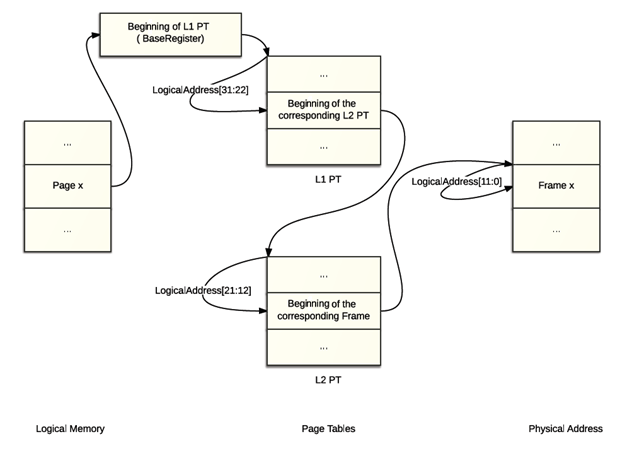 Beginning of L1 PT
( BaseRegister)
...
LogicalAddress[31:22]
Beginning of the
corresponding L2 PT
...
L1 PT
...
Page x
...
...
LogicalAddress[11:0]
Frame x
...
...
LogicalAddress[21:12]
Beginning of the
corresponding Frame
...
L2 PT
Logical Memory
Page Tables
Physical Address